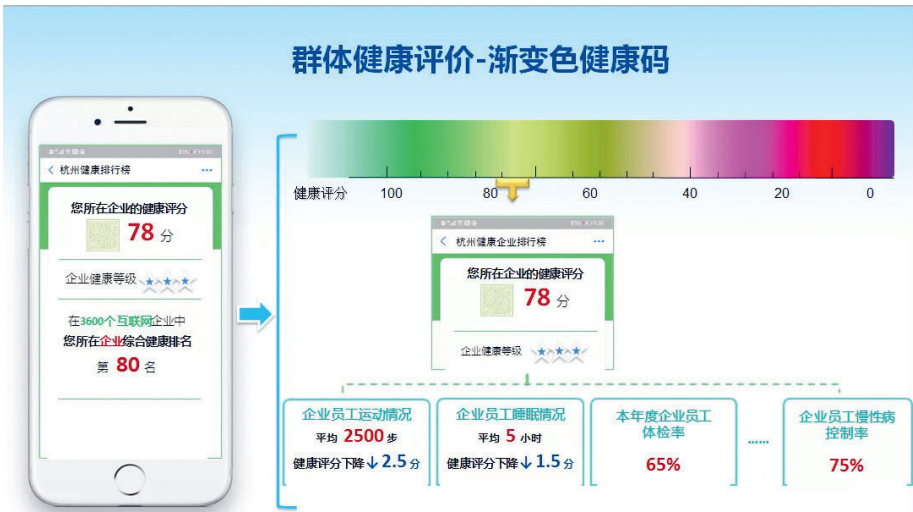 群体健康评价-渐变色健康码
杭州健康排行榜
您所在企业的健康评分
78 分
企业健康等级
在3600个互联网企业中
您所在企业综合健康排名
第 80 名
健康评分 100 80 60 40 20 0
杭州健康企业排行榜
您所在企业的健康评分
78 分
企业健康等级
企业员工运动情况
平均 2500 步
健康评分下降↓2.5 分
企业员工睡眠情况
平均 5 小时
健康评分下降↓1.5 分
本年度企业员工
体检率
65%
......
企业员工慢性病
控制率
75%